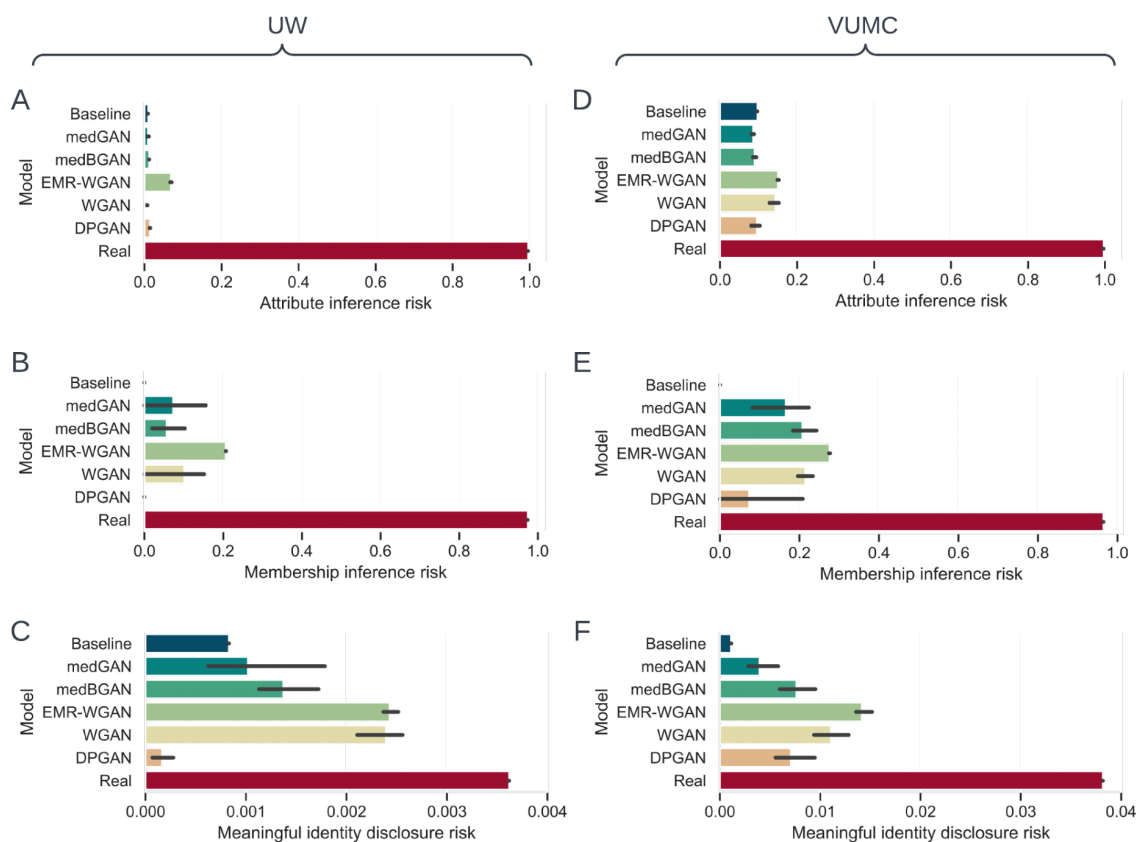 UW
VUMC
A
Baseline
medGAN
medBGAN
EMR-WGAN
WGAN
DPGAN
Real
Model
0.0 0.2 0.4 0.6 0.8 1.0
Attribute inference risk
D
Baseline
medGAN
medBGAN
EMR-WGAN
WGAN
DPGAN
Real
Model
0.0 0.2 0.4 0.6 0.8 1.0
Attribute inference risk
B
Baseline
medGAN
medBGAN
EMR-WGAN
WGAN
DPGAN
Real
Model
0.0 0.2 0.4 0.6 0.8 1.0
Membership inference risk
E
Baseline
medGAN
medBGAN
EMR-WGAN
WGAN
DPGAN
Real
Model
0.0 0.2 0.4 0.6 0.8 1.0
Membership inference risk
C
Baseline
medGAN
medBGAN
EMR-WGAN
WGAN
DPGAN
Real
Model
0.000 0.001 0.002 0.003 0.004
Meaningful identity disclosure risk
F
Baseline
medGAN
medBGAN
EMR-WGAN
WGAN
DPGAN
Real
Model
0.00 0.01 0.02 0.03 0.04
Meaningful identity disclosure risk